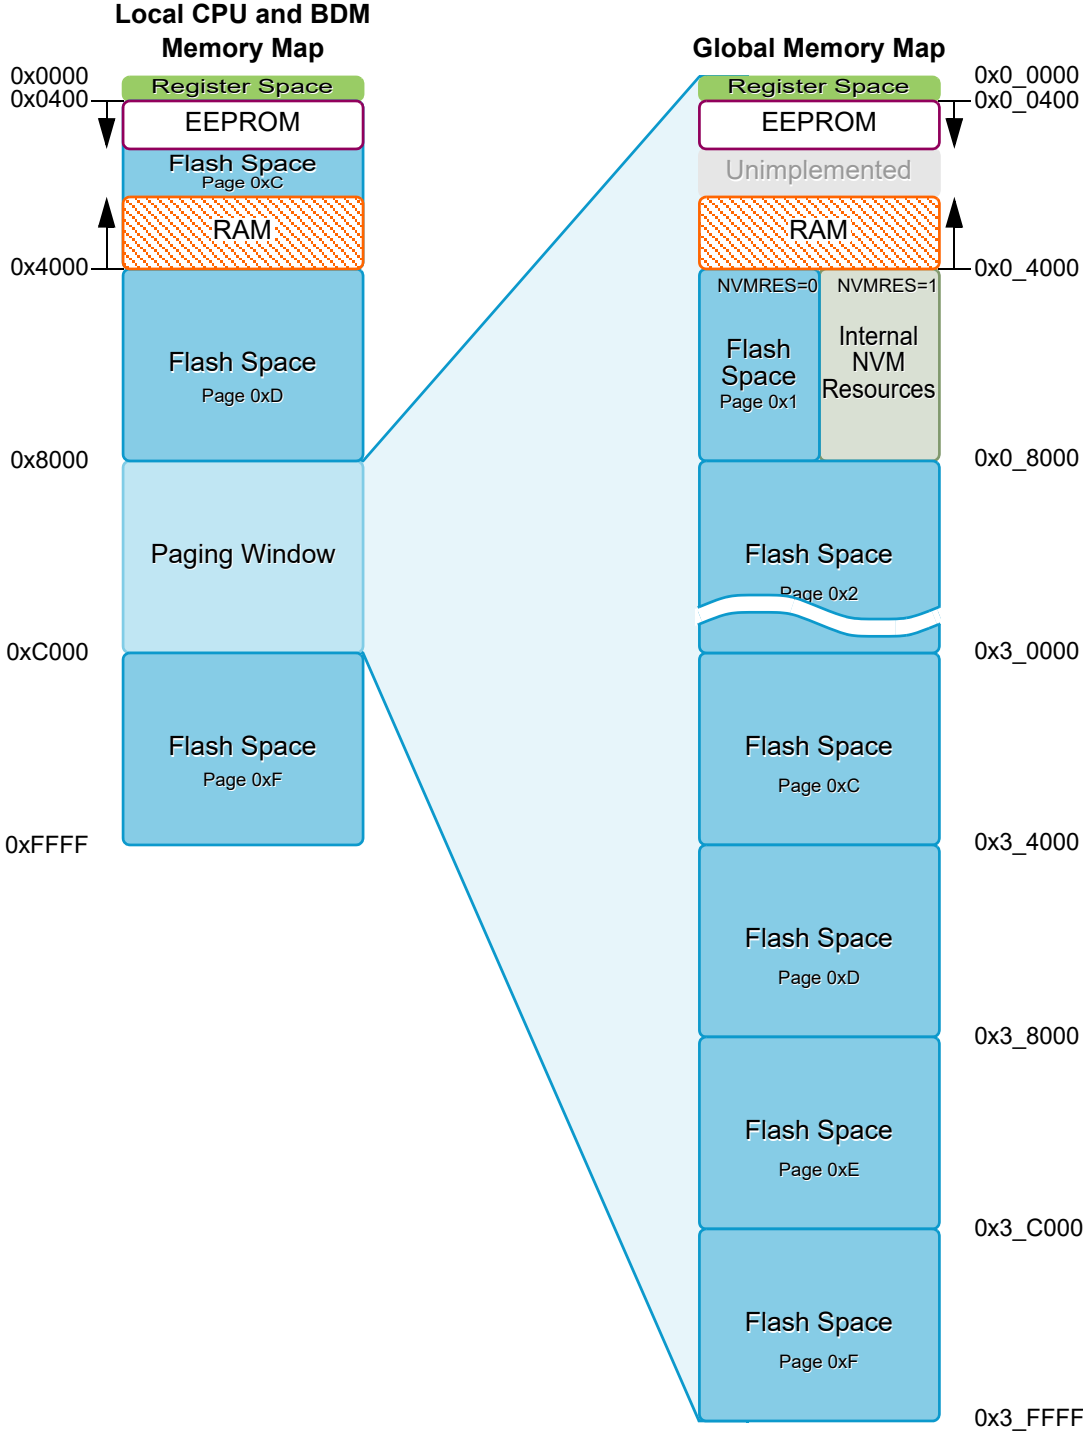 Local CPU and BDM
Memory Map
0x0000
Register Space
0x0400
EEPROM
Flash Space
Page 0xC
RAM
0x4000
Flash Space
Page 0xD
0x8000
Paging Window
0xC000
Flash Space
Page 0xF
0xFFFF
Global Memory Map
0x0_0000
Register Space
0x0_0400
EEPROM
Unimplemented
RAM
0x0_4000
NVMRES=0
Flash
Space
Page 0x1
NVMRES=1
Internal
NVM
Resources
0x0_8000
Flash Space
Page 0x2
0x3_0000
Flash Space
Page 0xC
0x3_4000
Flash Space
Page 0xD
0x3_8000
Flash Space
Page 0xE
0x3_C000
Flash Space
Page 0xF
0x3_FFFF